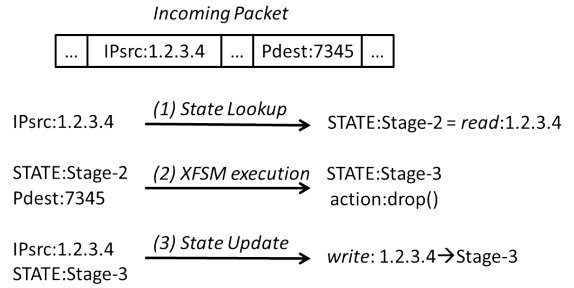 Incoming Packet
... IPsrc:1.2.3.4 ... Pdest:7345 ...
IPsrc:1.2.3.4 (1) State Lookup STATE:Stage-2 = read:1.2.3.4
STATE:Stage-2 (2) XFSM execution STATE:Stage-3
Pdest:7345 action:drop()
IPsrc:1.2.3.4 (3) State Update write: 1.2.3.4→Stage-3
STATE:Stage-3